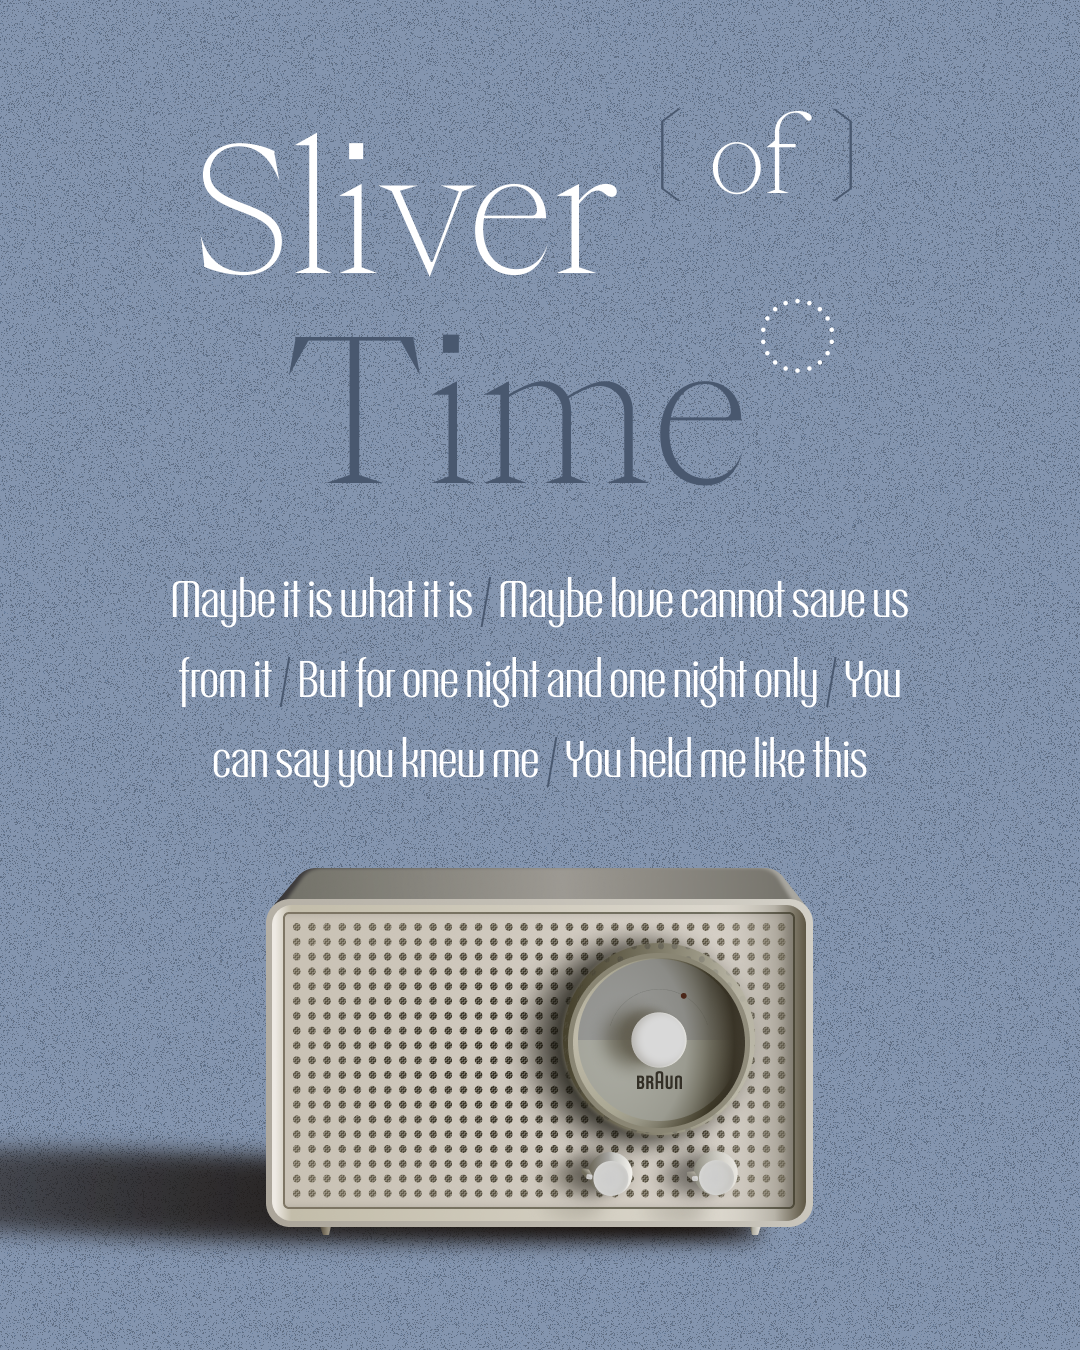 Sliver [of]
Time
Maybe it is what it is / Maybe love cannot save us
from it / But for one night and one night only / You
can say you knew me / You held me like this
BRAUN